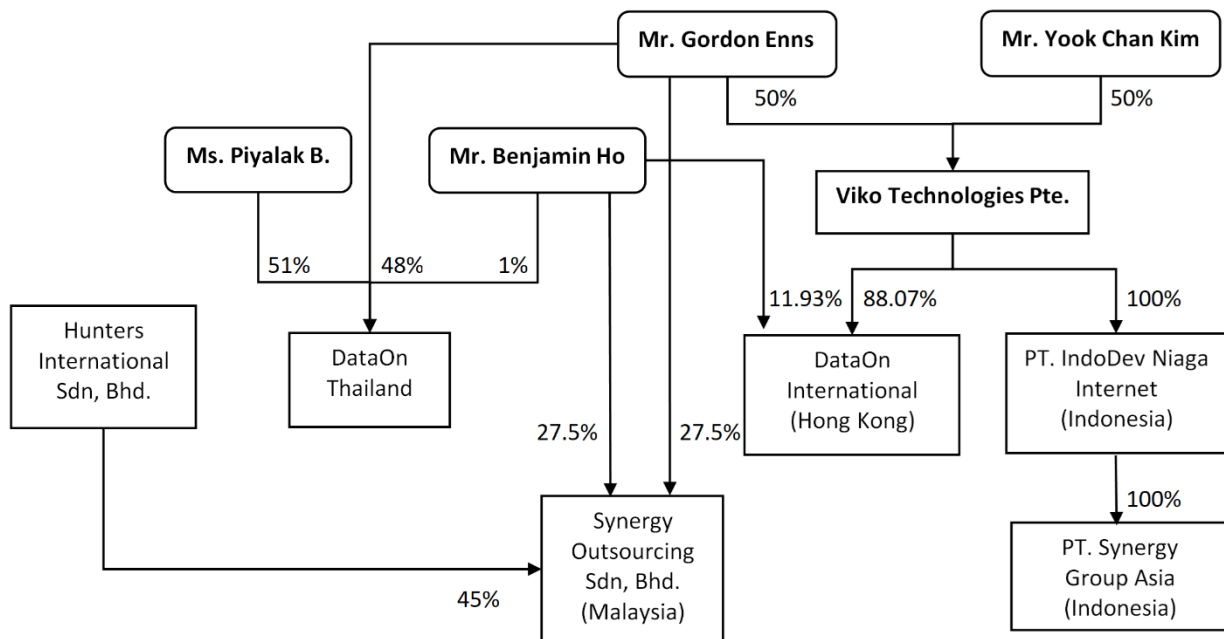 Mr. Gordon Enns
Mr. Yook Chan Kim
50%
50%
Ms. Piyalak B.
Mr. Benjamin Ho
Viko Technologies Pte.
51%
48%
1%
11.93%
88.07%
100%
Hunters
International
Sdn, Bhd.
DataOn
Thailand
DataOn
International
(Hong Kong)
PT. IndoDev Niaga
Internet
(Indonesia)
27.5%
27.5%
100%
Synergy
Outsourcing
Sdn, Bhd.
(Malaysia)
PT. Synergy
Group Asia
(Indonesia)
45%